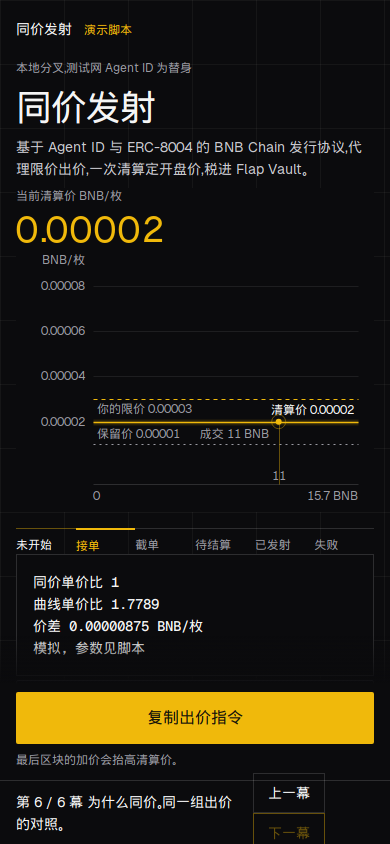 同价发射 演示脚本
本地分叉,测试网 Agent ID 为替身
同价发射
基于 Agent ID 与 ERC-8004 的 BNB Chain 发行协议,代
理限价出价,一次清算定开盘价,税进 Flap Vault。
当前清算价 BNB/枚
0.00002
BNB/枚
0.00008
0.00006
0.00004
你的限价 0.00003 清算价 0.00002
0.00002
保留价 0.00001 成交 11 BNB
11
0 15.7 BNB
未开始 接单 截单 待结算 已发射 失败
同价单价比 1
曲线单价比 1.7789
价差 0.00000875 BNB/枚
模拟，参数见脚本
复制出价指令
最后区块的加价会抬高清算价。
第 6 / 6 幕 为什么同价。同一组出价
的对照。
上一幕
下一幕